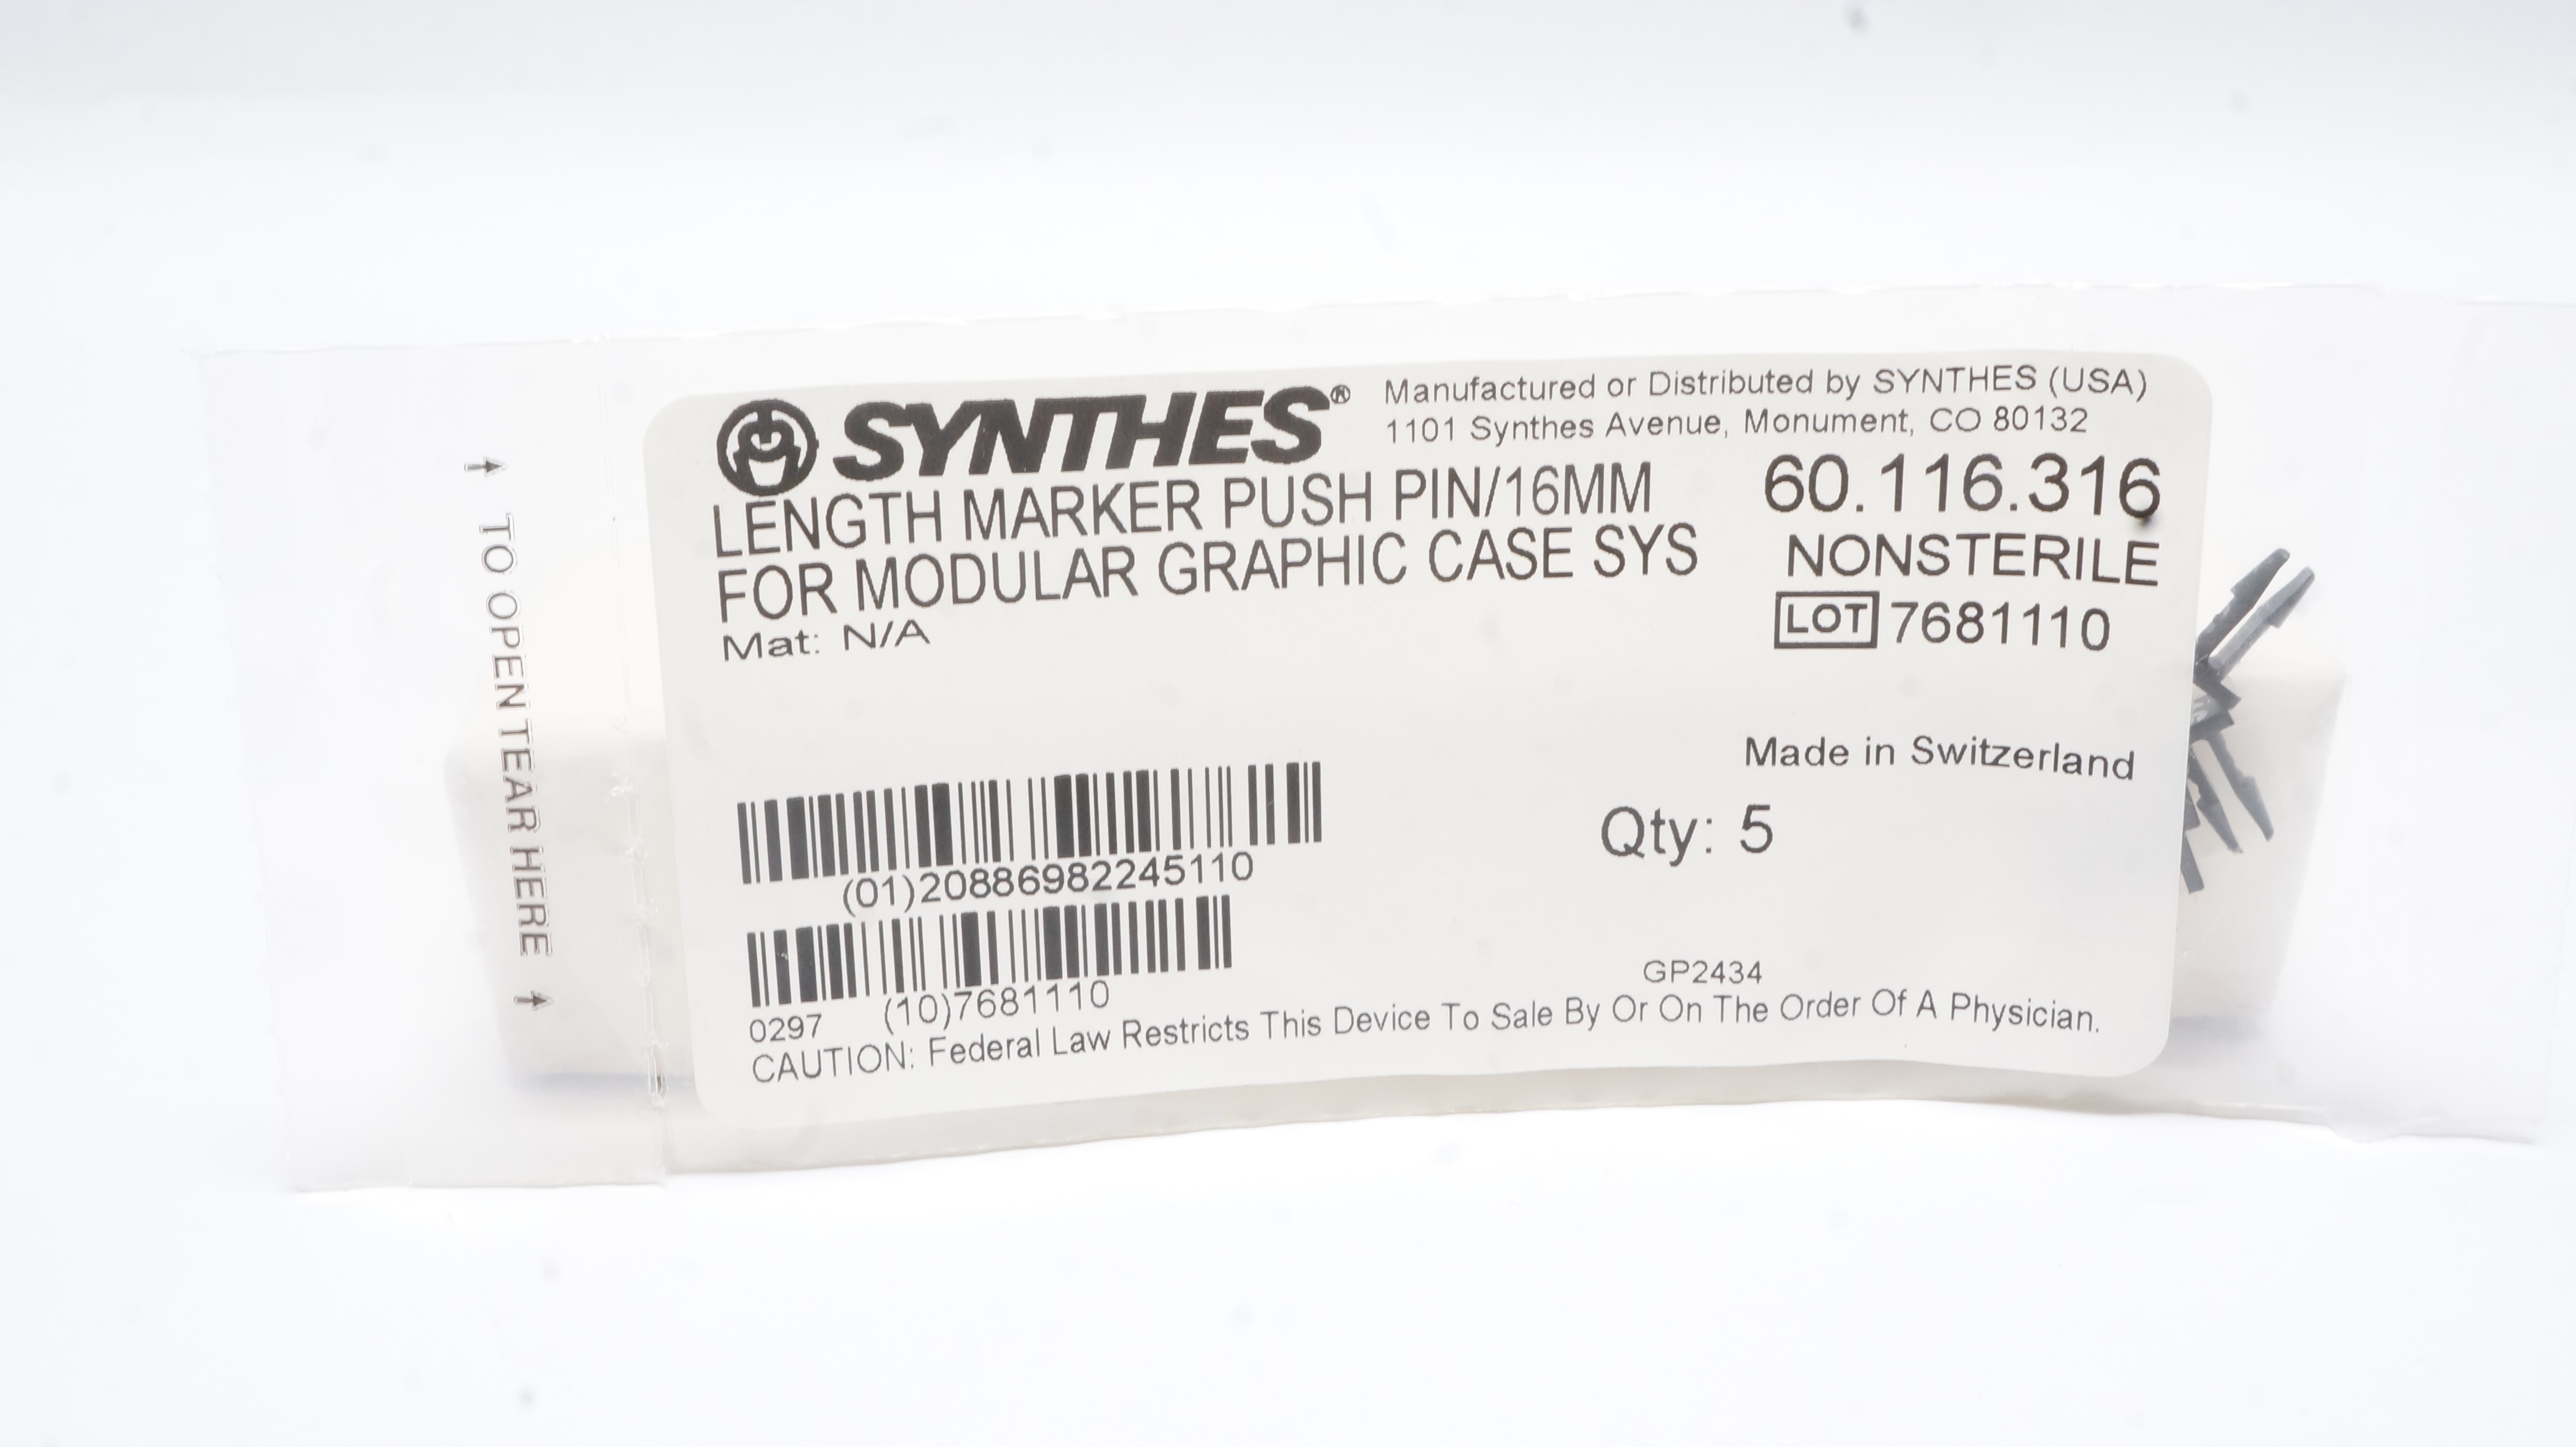 SYNTHES®
Manufactured or Distributed by SYNTHES (USA)
1101 Synthes Avenue, Monument, CO 80132
LENGTH MARKER PUSH PIN/16MM
FOR MODULAR GRAPHIC CASE SYS
Mat: N/A
60.116.316
NONSTERILE
LOT 7681110
Made in Switzerland
Qty: 5
(01)20886982245110
(10)7681110
0297
GP2434
CAUTION: Federal Law Restricts This Device To Sale By Or On The Order Of A Physician.
TO OPEN TEAR HERE